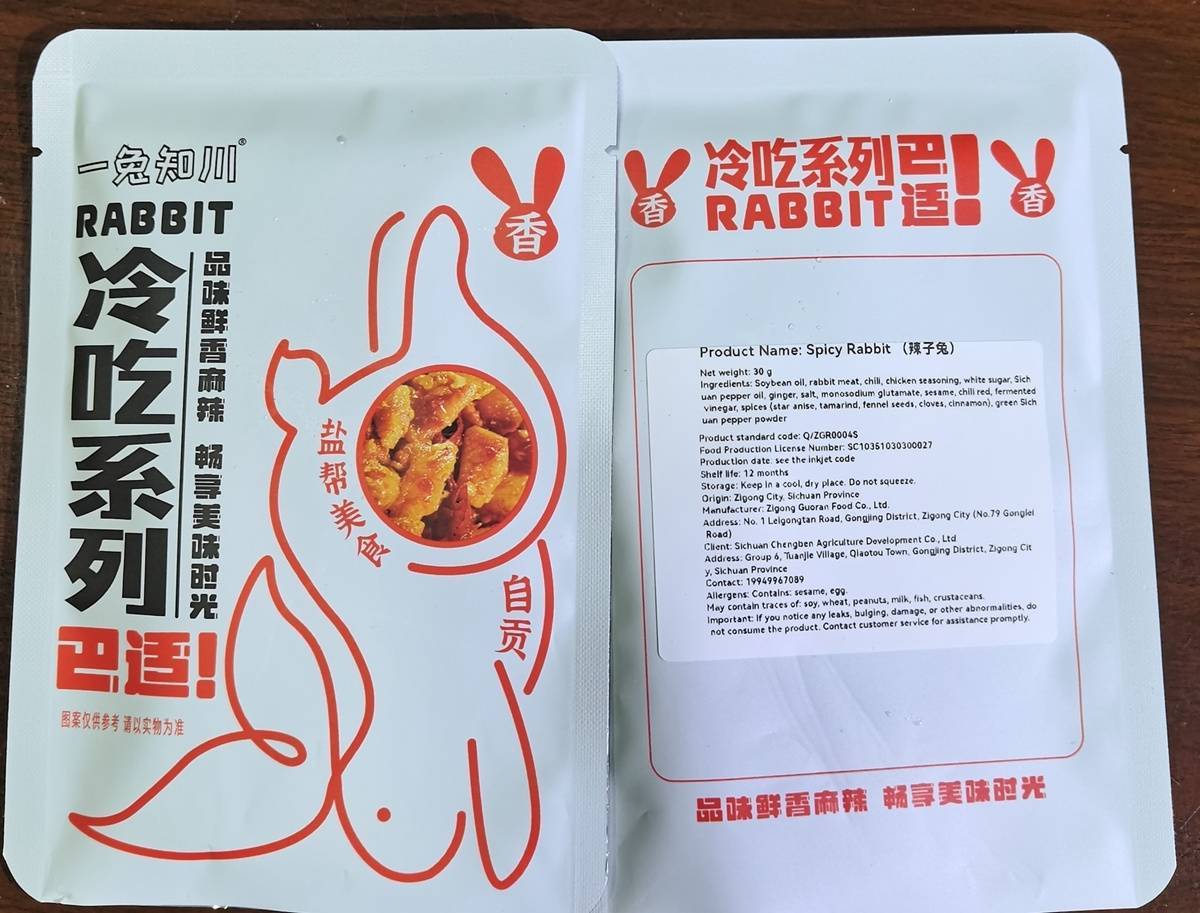 一兔知川®
RABBIT
冷吃系列
品味鲜香麻辣 畅享美味时光
巴适!
图案仅供参考 请以实物为准
香
盐帮美食
自贡
香
冷吃系列巴适!
RABBIT
香
Product Name: Spicy Rabbit （辣子兔）
Net weight: 30 g
Ingredients: Soybean oil, rabbit meat, chili, chicken seasoning, white sugar, Sich
uan pepper oil, ginger, salt, monosodium glutamate, sesame, chili red, fermented
vinegar, spices (star anise, tamarind, fennel seeds, cloves, cinnamon), green Sich
uan pepper powder
Product standard code: Q/ZGR0004S
Food Production License Number: SC10351030300027
Production date: see the inkjet code
Shelf life: 12 months
Storage: Keep in a cool, dry place. Do not squeeze.
Origin: Zigong City, Sichuan Province
Manufacturer: Zigong Guoran Food Co., Ltd.
Address: No. 1 Leigongtan Road, Gongjing District, Zigong City (No.79 Gonglei
Road)
Client: Sichuan Chengben Agriculture Development Co., Ltd
Address: Group 6, Tuanjie Village, Qiaotou Town, Gongjing District, Zigong Cit
y, Sichuan Province
Contact: 19949967089
Allergens: Contains: sesame, egg.
May contain traces of: soy, wheat, peanuts, milk, fish, crustaceans.
Important: If you notice any leaks, bulging, damage, or other abnormalities, do
not consume the product. Contact customer service for assistance promptly.
品味鲜香麻辣 畅享美味时光